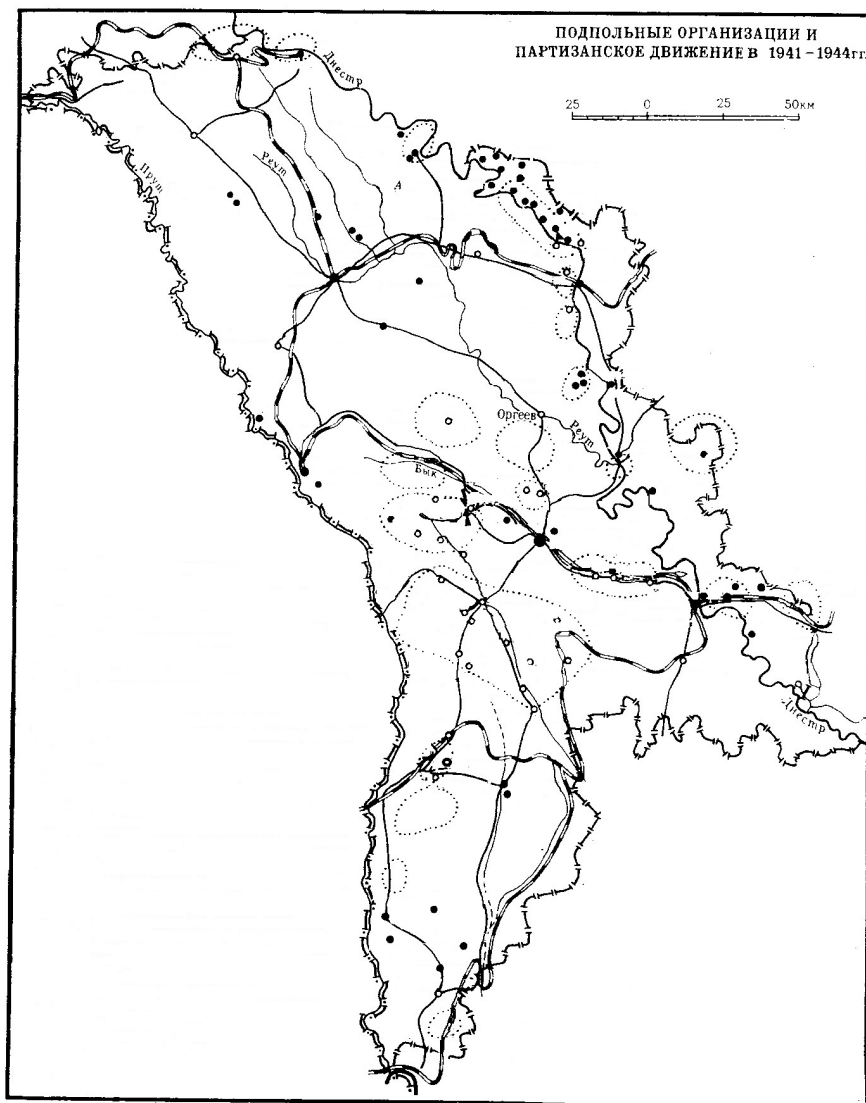 ПОДПОЛЬНЫЕ ОРГАНИЗАЦИИ И
ПАРТИЗАНСКОЕ ДВИЖЕНИЕ В 1941-1944гг.
25 0 25 50км
Днестр
Прут
Реут
А
Оргеев
Реут
Бык
Днестр